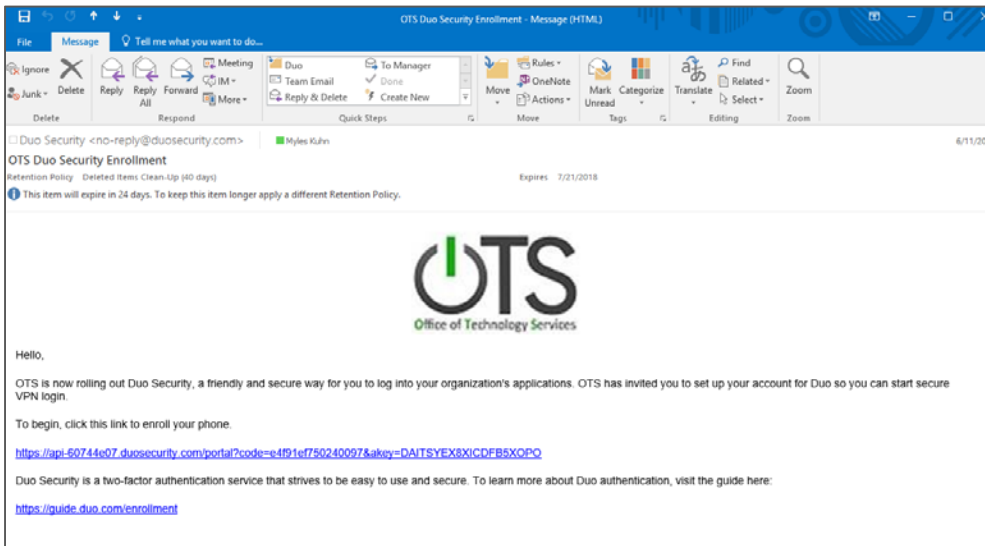 OTS Duo Security Enrollment - Message (HTML)
File Message Tell me what you want to do...
Ignore
Junk
Delete
Reply
Reply All
Forward
Meeting
IM
More
Duo
Team Email
Reply & Delete
To Manager
Done
Create New
Move
Rules
OneNote
Actions
Mark Unread
Categorize
Translate
Find
Related
Select
Zoom
Delete Respond Quick Steps Move Tags Editing Zoom
Duo Security <no-reply@duosecurity.com> Myles Kuhn 6/11/20
OTS Duo Security Enrollment
Retention Policy Deleted Items Clean-Up (40 days) Expires 7/21/2018
This item will expire in 24 days. To keep this item longer apply a different Retention Policy.
OTS
Office of Technology Services
Hello,
OTS is now rolling out Duo Security, a friendly and secure way for you to log into your organization's applications. OTS has invited you to set up your account for Duo so you can start secure
VPN login.
To begin, click this link to enroll your phone.
https://api-60744e07.duosecurity.com/portal?code=e4f91ef750240097&akey=DAITSYEX8XICDFB5XOPO
Duo Security is a two-factor authentication service that strives to be easy to use and secure. To learn more about Duo authentication, visit the guide here:
https://guide.duo.com/enrollment